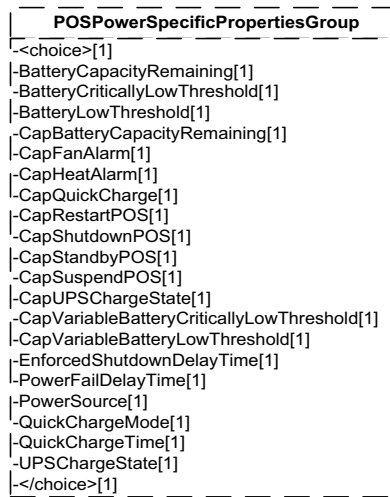 POSPowerSpecificPropertiesGroup
-<choice>[1]
-BatteryCapacityRemaining[1]
-BatteryCriticallyLowThreshold[1]
-BatteryLowThreshold[1]
-CapBatteryCapacityRemaining[1]
-CapFanAlarm[1]
-CapHeatAlarm[1]
-CapQuickCharge[1]
-CapRestartPOS[1]
-CapShutdownPOS[1]
-CapStandbyPOS[1]
-CapSuspendPOS[1]
-CapUPSChargeState[1]
-CapVariableBatteryCriticallyLowThreshold[1]
-CapVariableBatteryLowThreshold[1]
-EnforcedShutdownDelayTime[1]
-PowerFailDelayTime[1]
-PowerSource[1]
-QuickChargeMode[1]
-QuickChargeTime[1]
-UPSChargeState[1]
-</choice>[1]